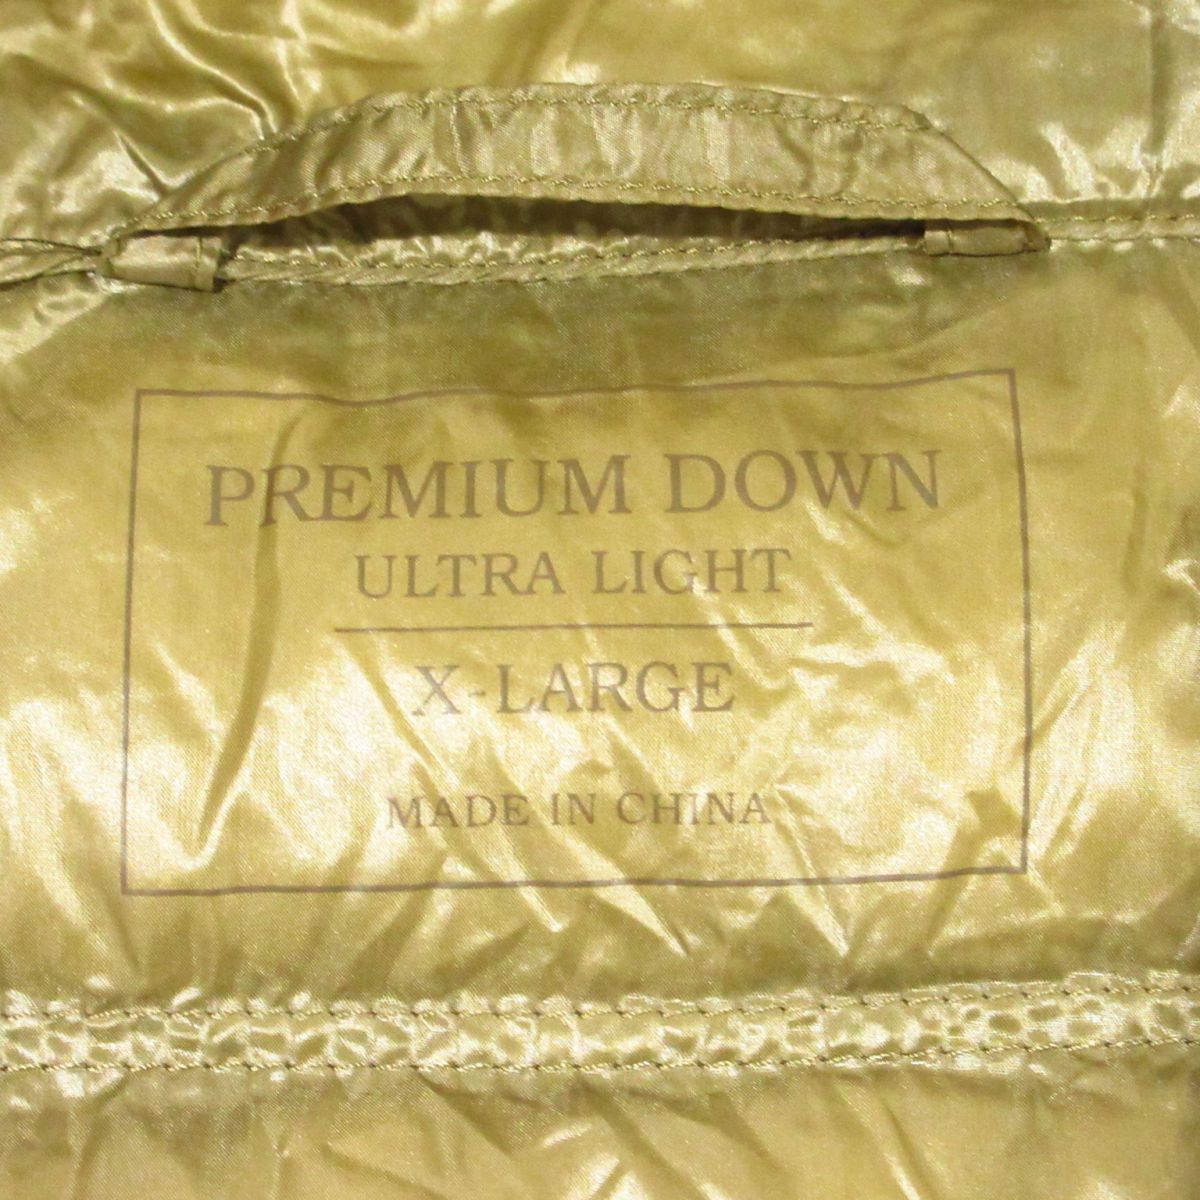 PREMIUM DOWN
ULTRA LIGHT
X-LARGE
MADE IN CHINA